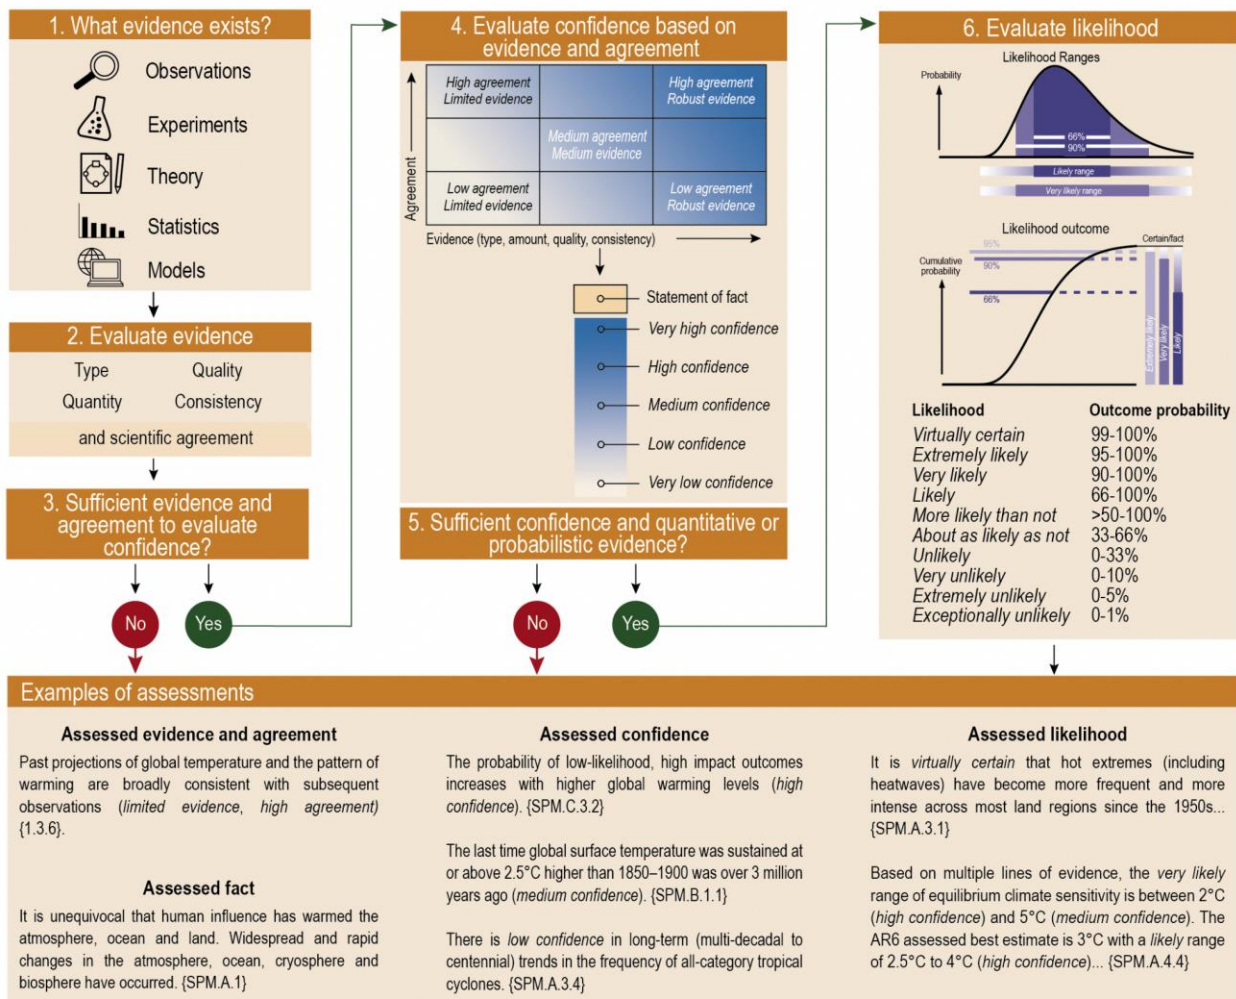 1. What evidence exists?
Observations
Experiments
Theory
Statistics
Models
2. Evaluate evidence
Type
Quality
Quantity
Consistency
and scientific agreement
3. Sufficient evidence and
agreement to evaluate
confidence?
No
Yes
4. Evaluate confidence based on
evidence and agreement
Agreement
High agreement
Limited evidence
High agreement
Robust evidence
Medium agreement
Medium evidence
Low agreement
Limited evidence
Low agreement
Robust evidence
Evidence (type, amount, quality, consistency)
Statement of fact
Very high confidence
High confidence
Medium confidence
Low confidence
Very low confidence
5. Sufficient confidence and quantitative or
probabilistic evidence?
No
Yes
6. Evaluate likelihood
Likelihood Ranges
Probability
66%
90%
Likely range
Very likely range
Likelihood outcome
Cumulative
probability
95%
90%
66%
Certain/fact
Extremely likely
Very likely
Likely
Likelihood Outcome probability
Virtually certain 99-100%
Extremely likely 95-100%
Very likely 90-100%
Likely 66-100%
More likely than not >50-100%
About as likely as not 33-66%
Unlikely 0-33%
Very unlikely 0-10%
Extremely unlikely 0-5%
Exceptionally unlikely 0-1%
Examples of assessments
Assessed evidence and agreement
Past projections of global temperature and the pattern of
warming are broadly consistent with subsequent
observations (limited evidence, high agreement)
{1.3.6}.
Assessed fact
It is unequivocal that human influence has warmed the
atmosphere, ocean and land. Widespread and rapid
changes in the atmosphere, ocean, cryosphere and
biosphere have occurred. {SPM.A.1}
Assessed confidence
The probability of low-likelihood, high impact outcomes
increases with higher global warming levels (high
confidence). {SPM.C.3.2}
The last time global surface temperature was sustained at
or above 2.5°C higher than 1850–1900 was over 3 million
years ago (medium confidence). {SPM.B.1.1}
There is low confidence in long-term (multi-decadal to
centennial) trends in the frequency of all-category tropical
cyclones. {SPM.A.3.4}
Assessed likelihood
It is virtually certain that hot extremes (including
heatwaves) have become more frequent and more
intense across most land regions since the 1950s...
{SPM.A.3.1}
Based on multiple lines of evidence, the very likely
range of equilibrium climate sensitivity is between 2°C
(high confidence) and 5°C (medium confidence). The
AR6 assessed best estimate is 3°C with a likely range
of 2.5°C to 4°C (high confidence)... {SPM.A.4.4}